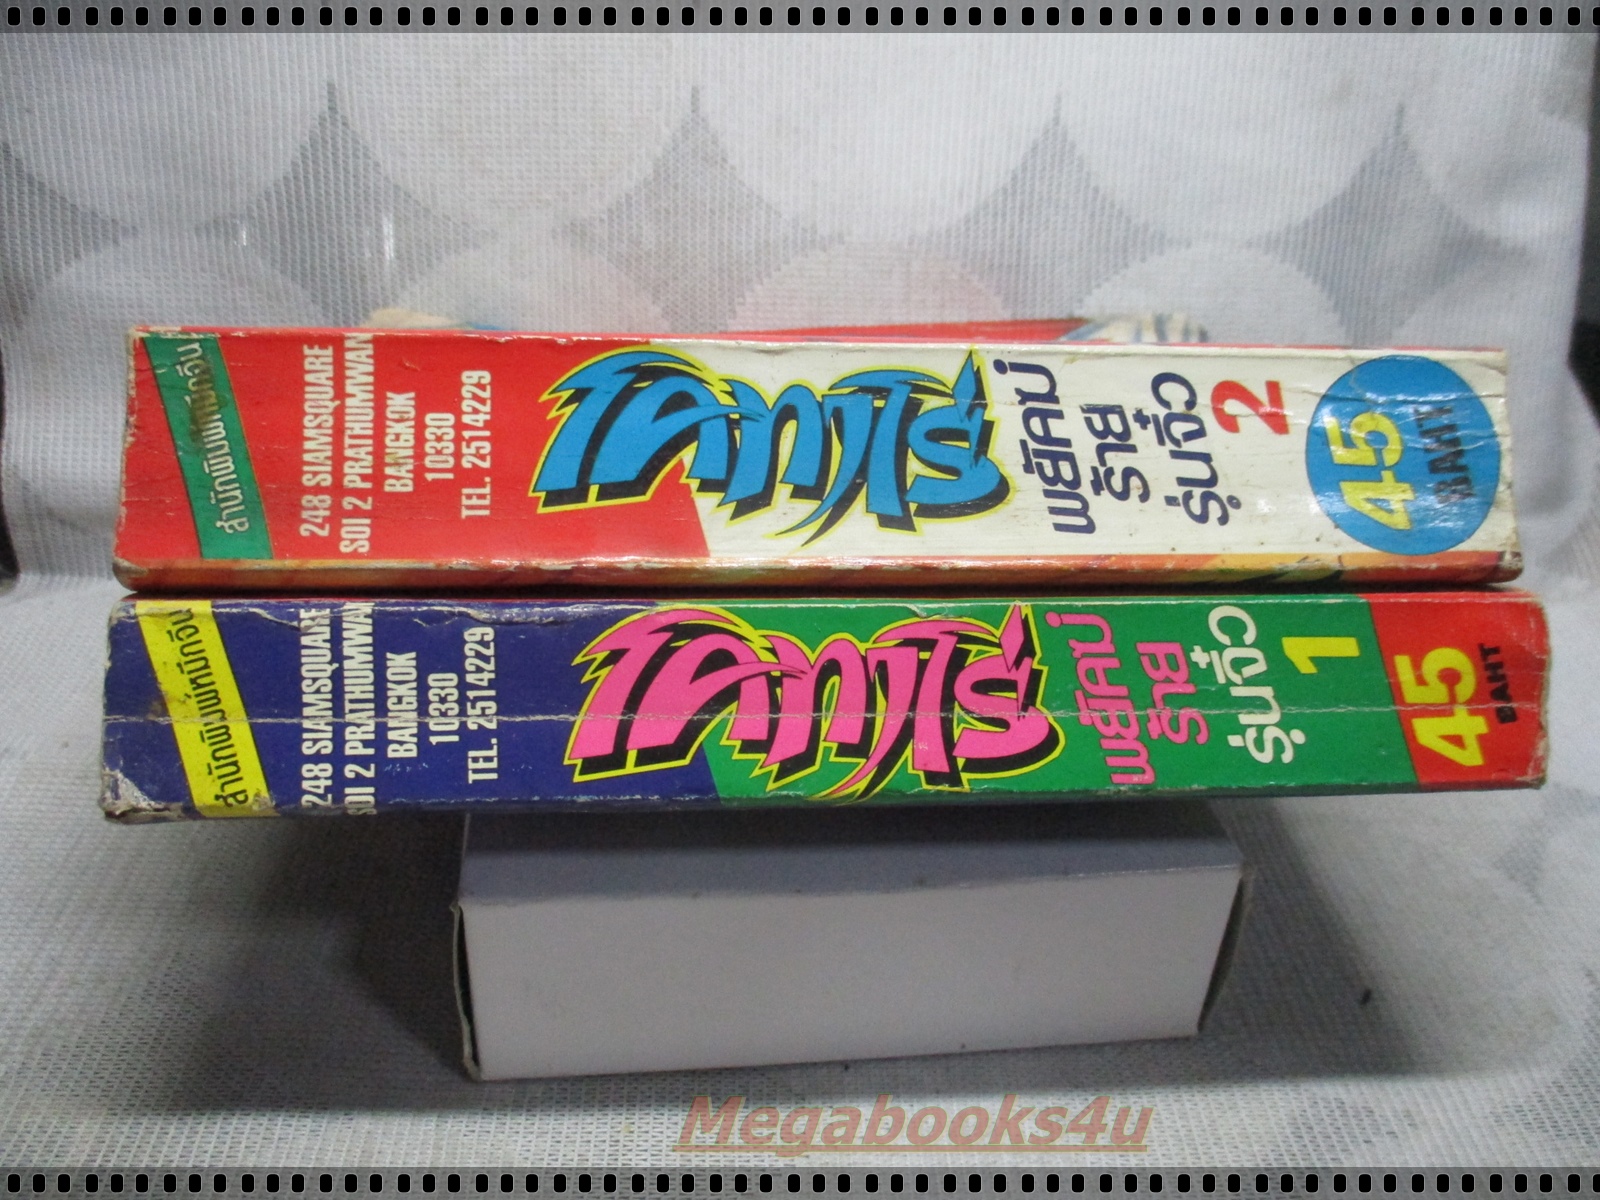 สำนักพิมพ์หมึกจีน
248 SIAMSQUARE
SOI 2 PRATHUMWAN
BANGKOK
10330
TEL. 2514229
โคทาโร่
พยัคฆ์
ร้าย
รุ่นจิ๋ว
2
45
BAHT
สำนักพิมพ์หมึกจีน
248 SIAMSQUARE
SOI 2 PRATHUMWAN
BANGKOK
10330
TEL. 2514229
โคทาโร่
พยัคฆ์
ร้าย
รุ่นจิ๋ว
1
45
BAHT
Megabooks4u